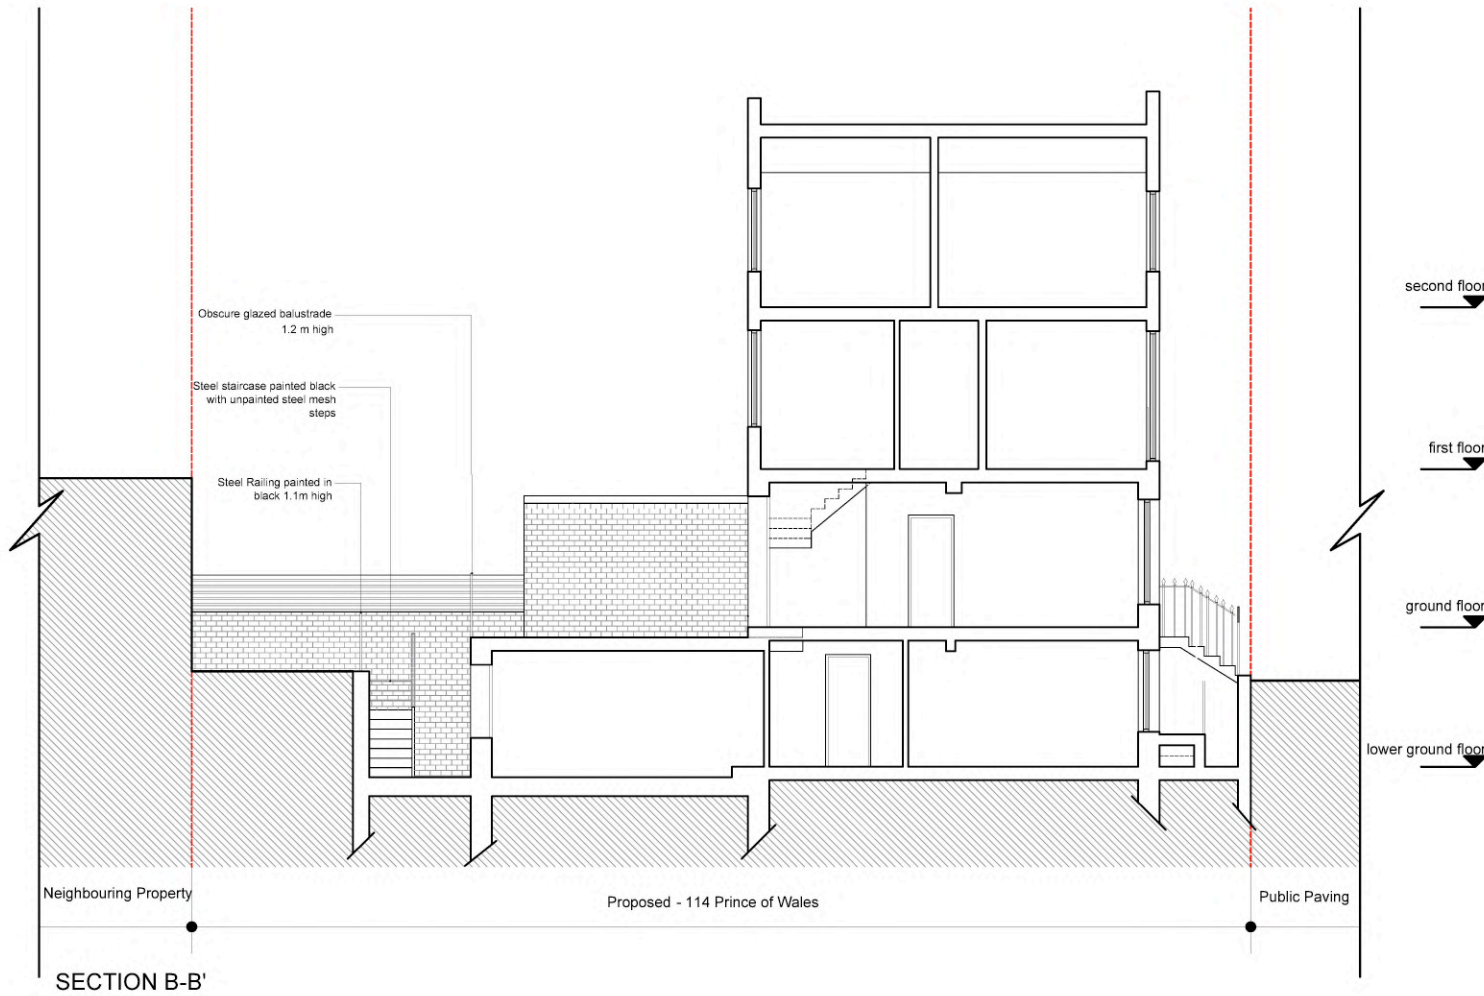 second floor
Obscure glazed balustrade
1.2 m high
Steel staircase painted black
with unpainted steel mesh
steps
first floor
Steel Railing painted in
black 1.1m high
ground floor
lower ground floor
Neighbouring Property
Proposed - 114 Prince of Wales
Public Paving
SECTION B-B'